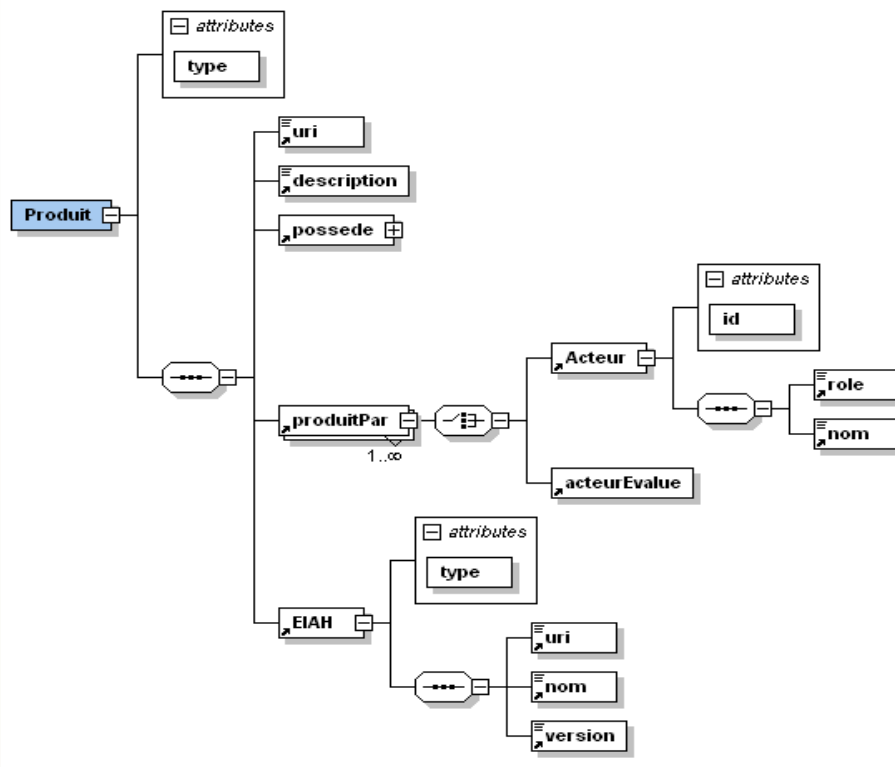 attributes
type
uri
description
Produit
possede
attributes
id
Acteur
role
produitPar
nom
1..∞
acteurEvalue
attributes
type
EIAH
uri
nom
version